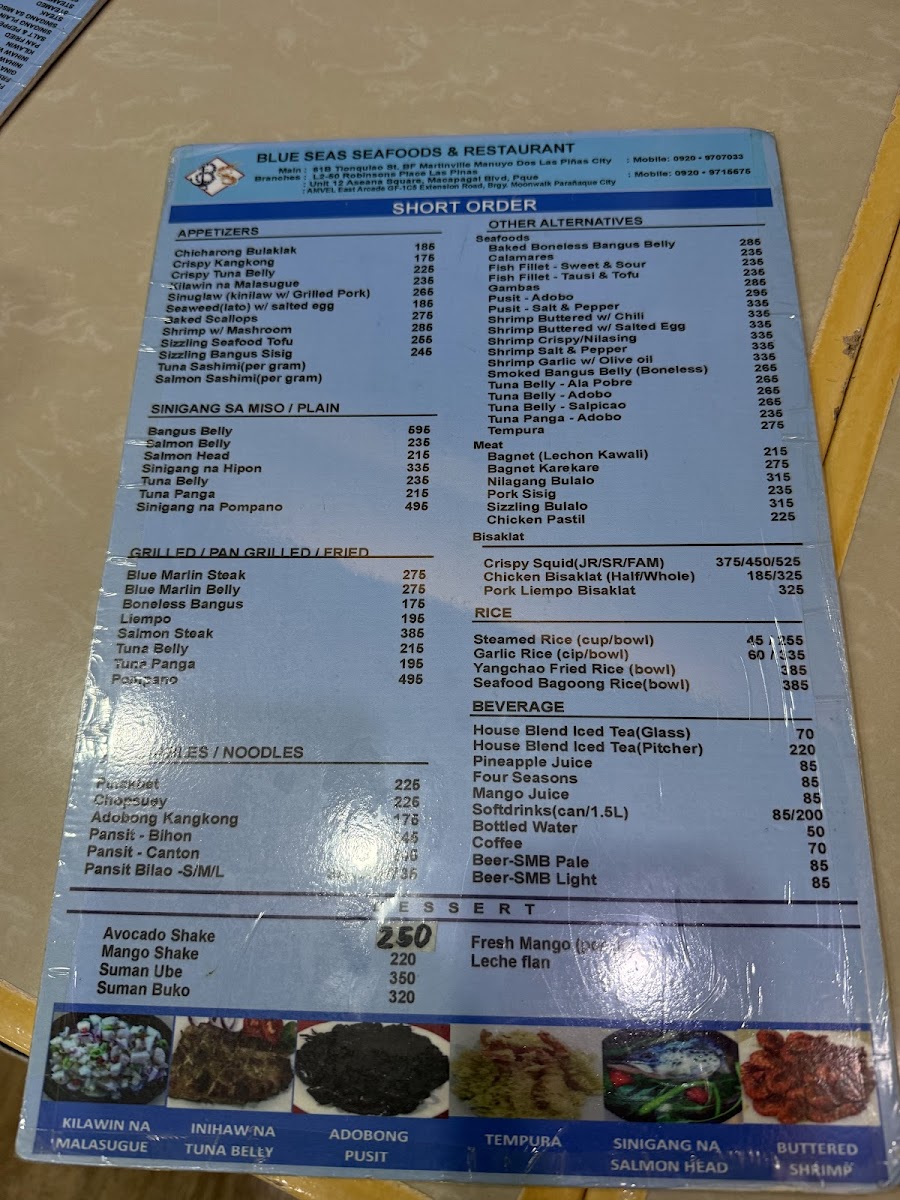 BS
BLUE SEAS SEAFOODS & RESTAURANT
Main : 81B Tionquiao St. BF Martinville Manuyo Dos Las Piñas City : Mobile: 0920 • 9707033
Branches : L2-50 Robinsons Place Las Pinas : Mobile: 0920 • 9715675
: Unit 12 Aseana Square, Macapagal Blvd, Pque
: AMVEL East Arcade GF-1C5 Extension Road, Brgy. Moonwalk Parañaque City
SHORT ORDER
APPETIZERS
Chicharong Bulaklak 185
Crispy Kangkong 175
Crispy Tuna Belly 225
Kilawin na Malasugue 235
Sinuglaw (kinilaw w/ Grilled Pork) 265
Seaweed(lato) w/ salted egg 185
Baked Scallops 275
Shrimp w/ Mashroom 285
Sizzling Seafood Tofu 255
Sizzling Bangus Sisig 245
Tuna Sashimi(per gram)
Salmon Sashimi(per gram)
SINIGANG SA MISO / PLAIN
Bangus Belly 595
Salmon Belly 235
Salmon Head 215
Sinigang na Hipon 335
Tuna Belly 235
Tuna Panga 215
Sinigang na Pompano 495
GRILLED / PAN GRILLED / FRIED
Blue Marlin Steak 275
Blue Marlin Belly 275
Boneless Bangus 175
Liempo 195
Salmon Steak 385
Tuna Belly 215
Tuna Panga 195
Pompano 495
/ NOODLES
Pinakbet 225
Chopsuey 225
Adobong Kangkong 175
Pansit - Bihon
Pansit - Canton
Pansit Bilao -S/M/L
OTHER ALTERNATIVES
Seafoods
Baked Boneless Bangus Belly 285
Calamares 235
Fish Fillet - Sweet & Sour 235
Fish Fillet - Tausi & Tofu 235
Gambas 285
Pusit - Adobo 295
Pusit - Salt & Pepper 335
Shrimp Buttered w/ Chili 335
Shrimp Buttered w/ Salted Egg 335
Shrimp Crispy/Nilasing 335
Shrimp Salt & Pepper 335
Shrimp Garlic w/ Olive oil 335
Smoked Bangus Belly (Boneless) 265
Tuna Belly - Ala Pobre 265
Tuna Belly - Adobo 265
Tuna Belly - Salpicao 265
Tuna Panga - Adobo 235
Tempura 275
Meat
Bagnet (Lechon Kawali) 215
Bagnet Karekare 275
Nilagang Bulalo 315
Pork Sisig 235
Sizzling Bulalo 315
Chicken Pastil 225
Bisaklat
Crispy Squid(JR/SR/FAM) 375/450/525
Chicken Bisaklat (Half/Whole) 185/325
Pork Liempo Bisaklat 325
RICE
Steamed Rice (cup/bowl) 45 / 255
Garlic Rice (cip/bowl) 60 / 335
Yangchao Fried Rice (bowl) 385
Seafood Bagoong Rice(bowl) 385
BEVERAGE
House Blend Iced Tea(Glass) 70
House Blend Iced Tea(Pitcher) 220
Pineapple Juice 85
Four Seasons 85
Mango Juice 85
Softdrinks(can/1.5L) 85/200
Bottled Water 50
Coffee 70
Beer-SMB Pale 85
Beer-SMB Light 85
DESSERT
Avocado Shake 250
Mango Shake 220
Suman Ube 350
Suman Buko 320
Fresh Mango
Leche flan
KILAWIN NA MALASUGUE
INIHAW NA TUNA BELLY
ADOBONG PUSIT
TEMPURA
SINIGANG NA SALMON HEAD
BUTTERED SHRIMP